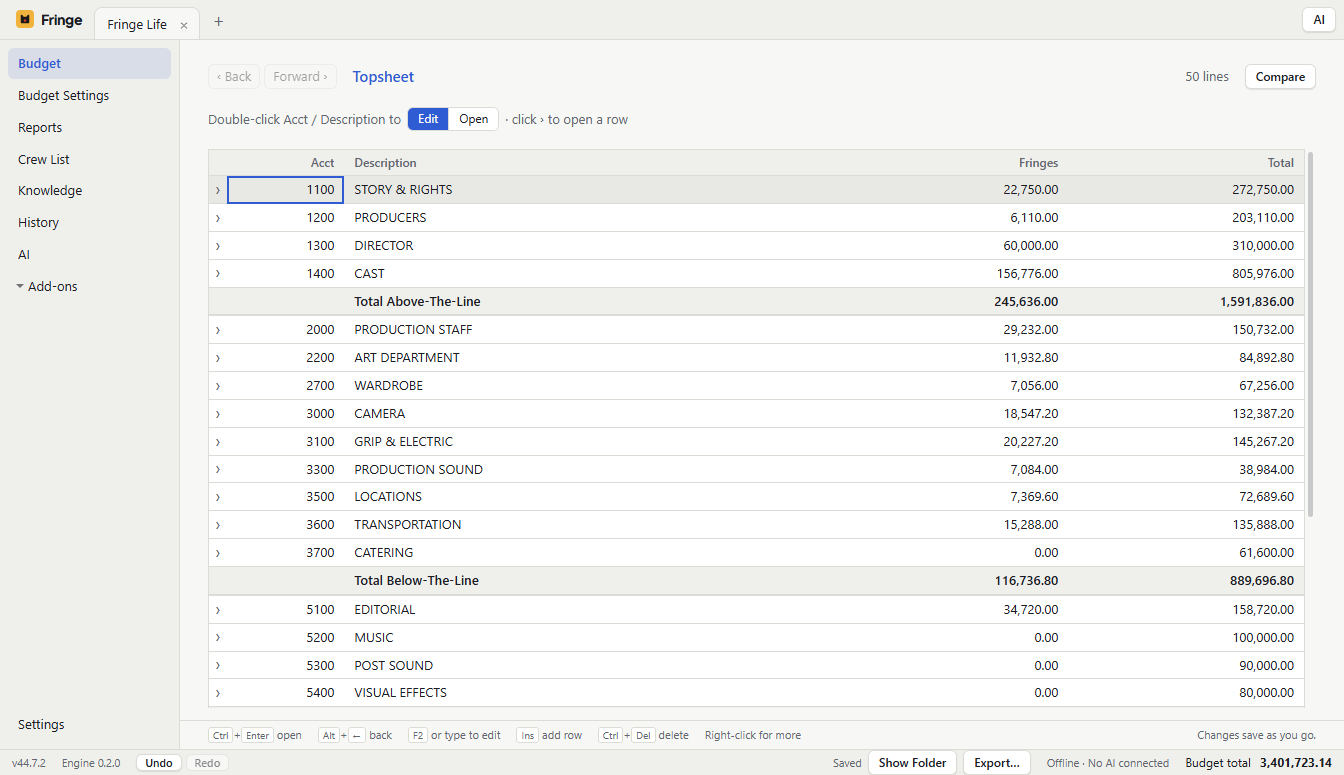 Fringe Fringe Life × + AI
Budget
Budget Settings
Reports
Crew List
Knowledge
History
AI
Add-ons
Settings
‹ Back Forward › Topsheet 50 lines Compare
Double-click Acct / Description to Edit Open · click › to open a row
Acct Description Fringes Total
› 1100 STORY & RIGHTS 22,750.00 272,750.00
› 1200 PRODUCERS 6,110.00 203,110.00
› 1300 DIRECTOR 60,000.00 310,000.00
› 1400 CAST 156,776.00 805,976.00
Total Above-The-Line 245,636.00 1,591,836.00
› 2000 PRODUCTION STAFF 29,232.00 150,732.00
› 2200 ART DEPARTMENT 11,932.80 84,892.80
› 2700 WARDROBE 7,056.00 67,256.00
› 3000 CAMERA 18,547.20 132,387.20
› 3100 GRIP & ELECTRIC 20,227.20 145,267.20
› 3300 PRODUCTION SOUND 7,084.00 38,984.00
› 3500 LOCATIONS 7,369.60 72,689.60
› 3600 TRANSPORTATION 15,288.00 135,888.00
› 3700 CATERING 0.00 61,600.00
Total Below-The-Line 116,736.80 889,696.80
› 5100 EDITORIAL 34,720.00 158,720.00
› 5200 MUSIC 0.00 100,000.00
› 5300 POST SOUND 0.00 90,000.00
› 5400 VISUAL EFFECTS 0.00 80,000.00
Ctrl + Enter open Alt + ← back F2 or type to edit Ins add row Ctrl + Del delete Right-click for more Changes save as you go.
v44.7.2 Engine 0.2.0 Undo Redo Saved Show Folder Export... Offline · No AI connected Budget total 3,401,723.14